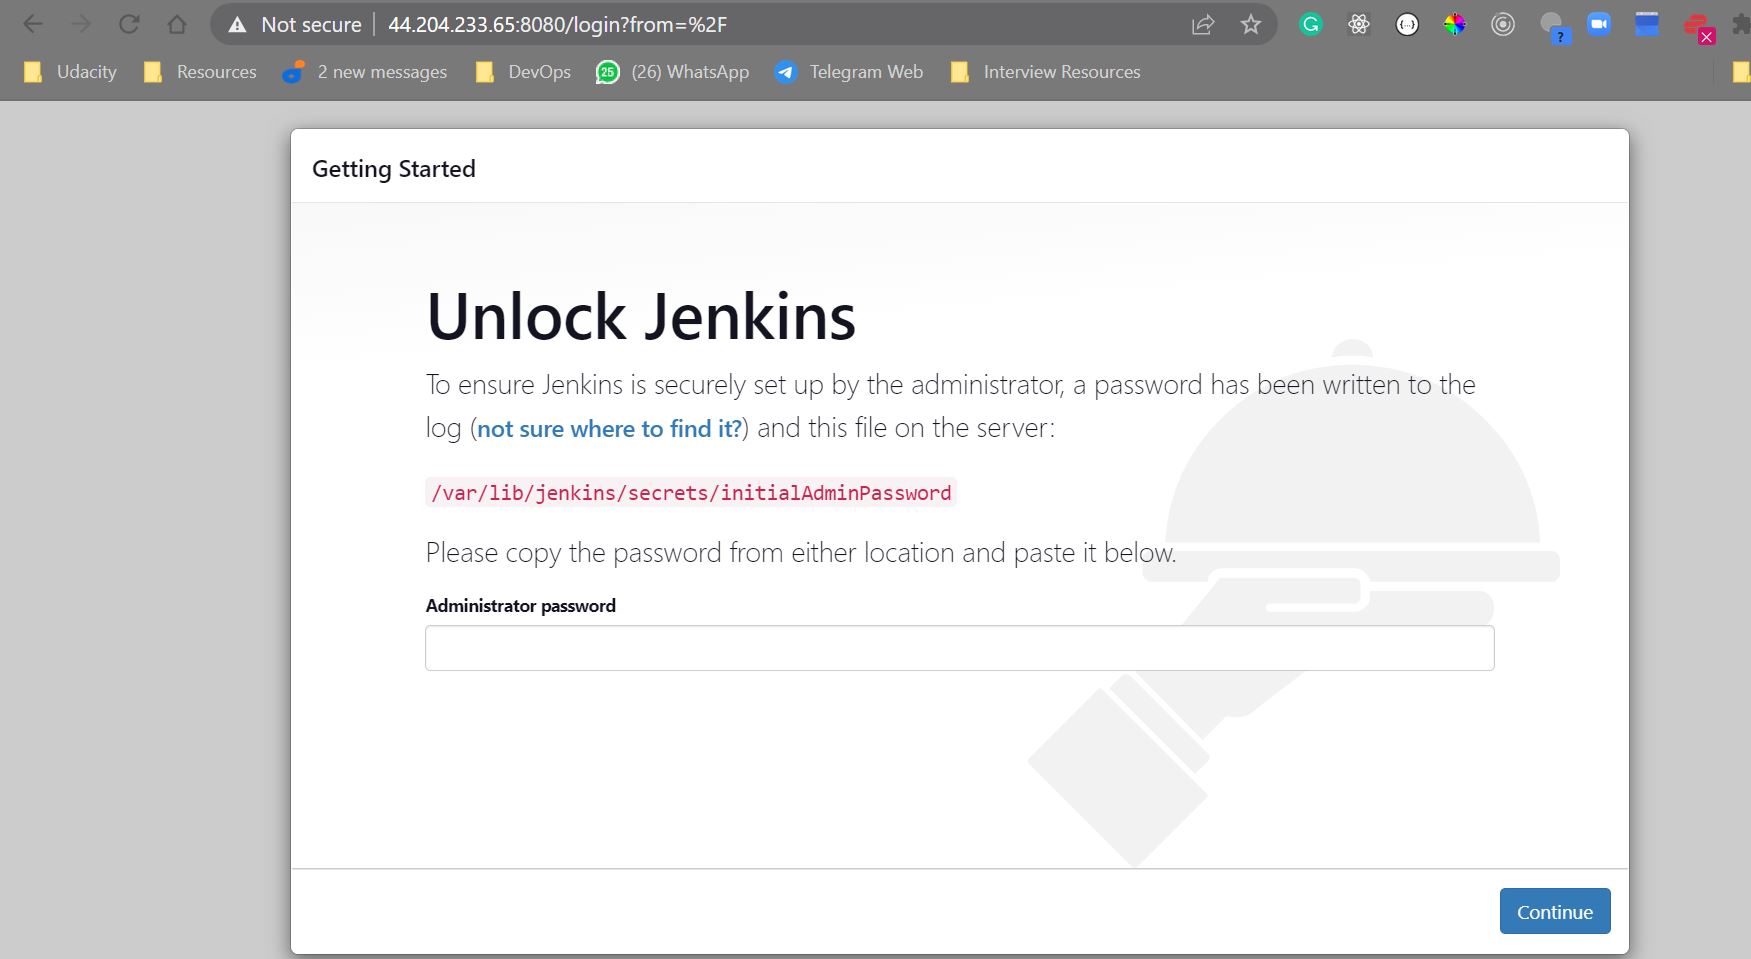 Not secure 44.204.233.65:8080/login?from=%2F
Udacity Resources 2 new messages DevOps 25 (26) WhatsApp Telegram Web Interview Resources
Getting Started
Unlock Jenkins
To ensure Jenkins is securely set up by the administrator, a password has been written to the
log (not sure where to find it?) and this file on the server:
/var/lib/jenkins/secrets/initialAdminPassword
Please copy the password from either location and paste it below.
Administrator password
Continue